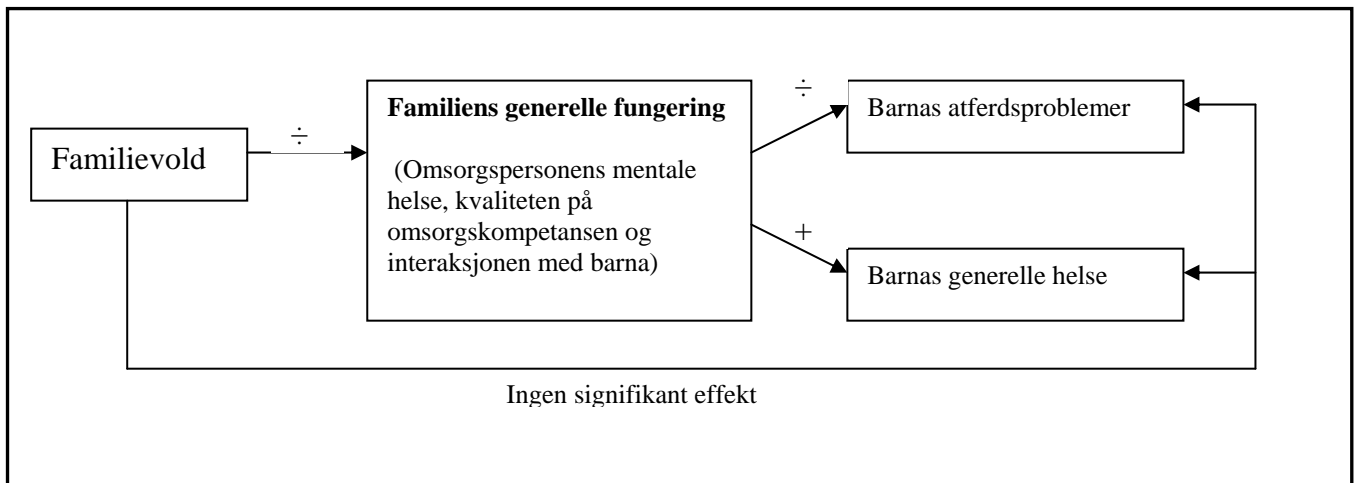 Familievold
÷
Familiens generelle fungering
(Omsorgspersonens mentale
helse, kvaliteten på
omsorgskompetansen og
interaksjonen med barna)
÷
Barnas atferdsproblemer
+
Barnas generelle helse
Ingen signifikant effekt